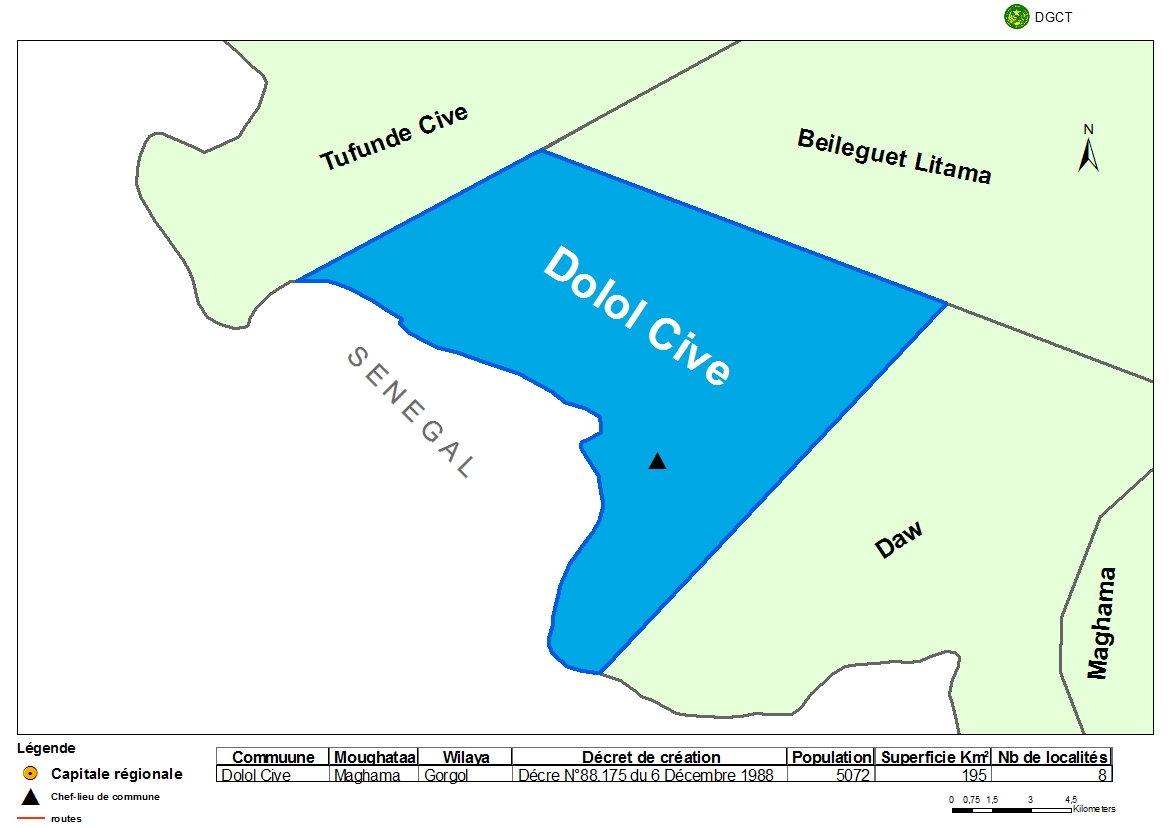 DGCT
N
Tufunde Cive
Beileguet Litama
Dolol Cive
SENEGAL
Daw
Maghama
Légende
Capitale régionale
Chef-lieu de commune
routes
Commuune Moughataa Wilaya Décret de création Population Superficie Km² Nb de localités
Dolol Cive Maghama Gorgol Décre N°88.175 du 6 Décembre 1988 5072 195 8
0 0,75 1,5 3 4,5
Kilometers